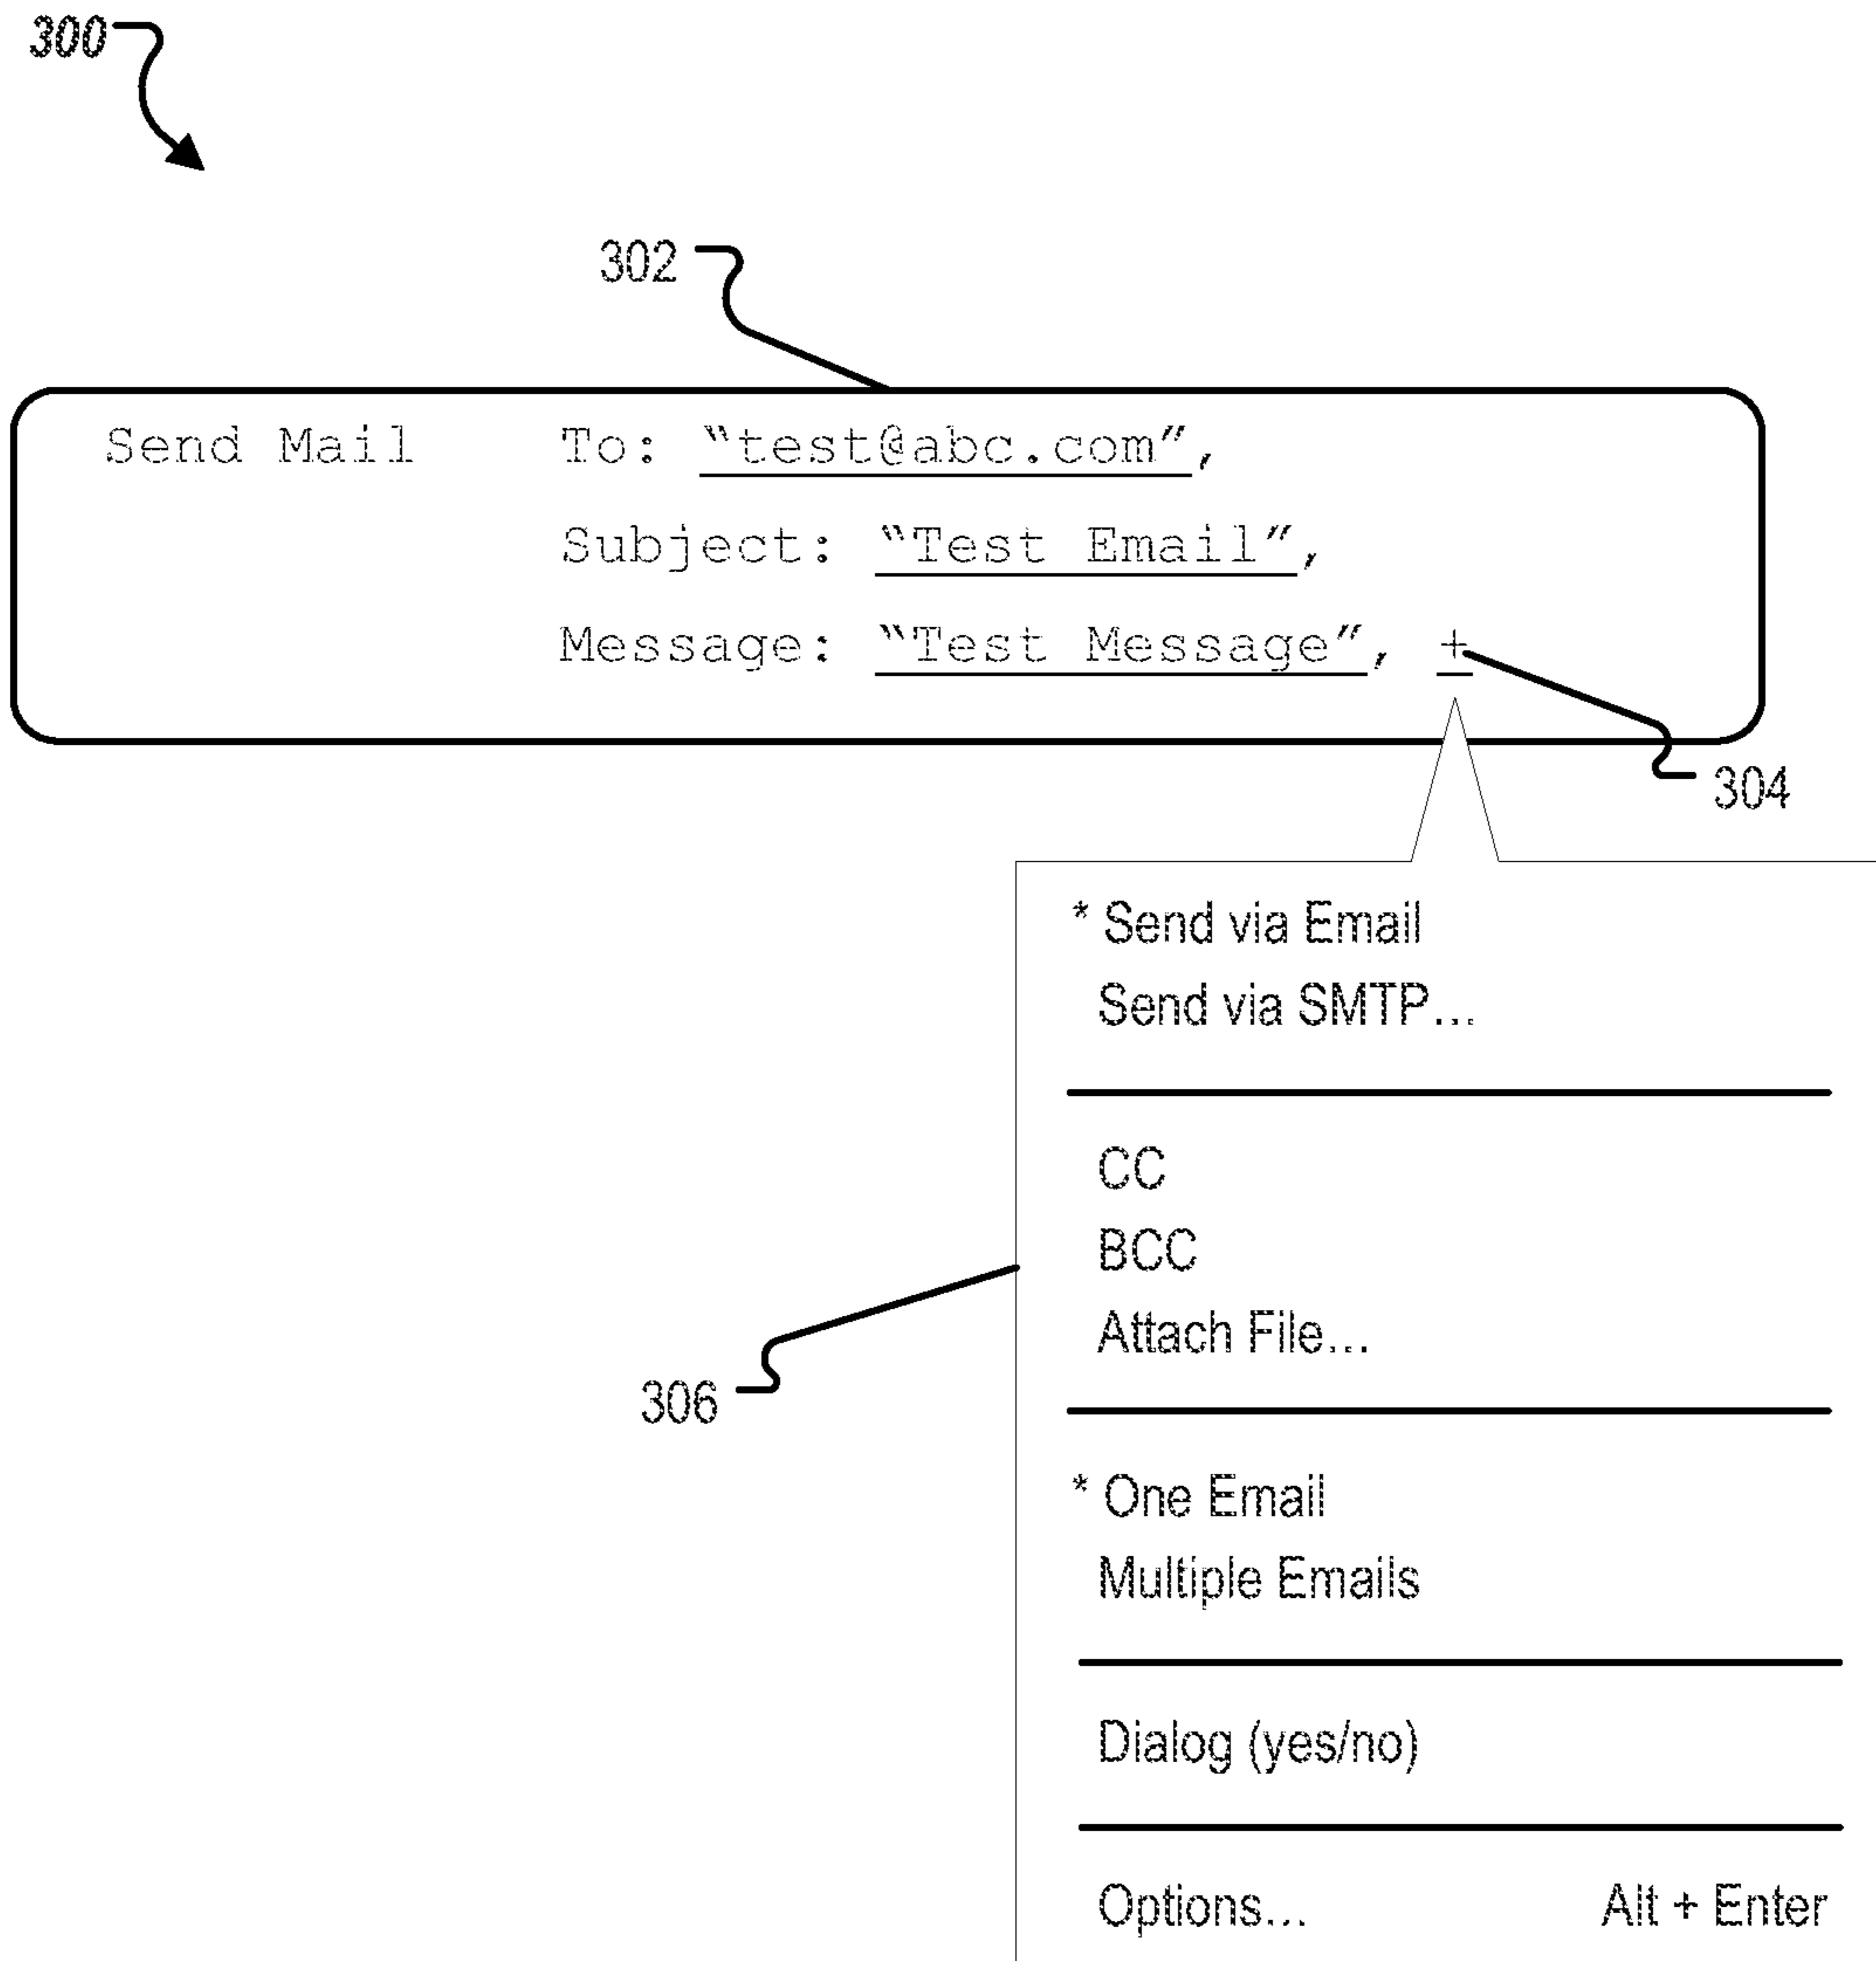 300
302
Send Mail To: “test@abc.com”,
Subject: “Test Email”,
Message: “Test Message”, +
304
* Send via Email
Send via SMTP...
CC
BCC
Attach File...
306
* One Email
Multiple Emails
Dialog (yes/no)
Options... Alt + Enter